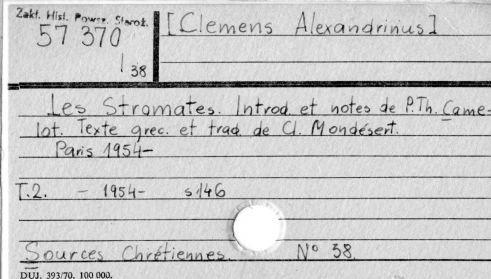 Zakł. Hist. Powsz. Staroż.
57 370
/ 38
[Clemens Alexandrinus]
Les Stromates. Introd. et notes de P.Th. Came-
lot. Texte grec. et trad. de Cl. Mondésert.
Paris 1954-
T.2. - 1954- s 146
Sources Chrétiennes. N° 38.
DUJ. 393/70. 100 000.